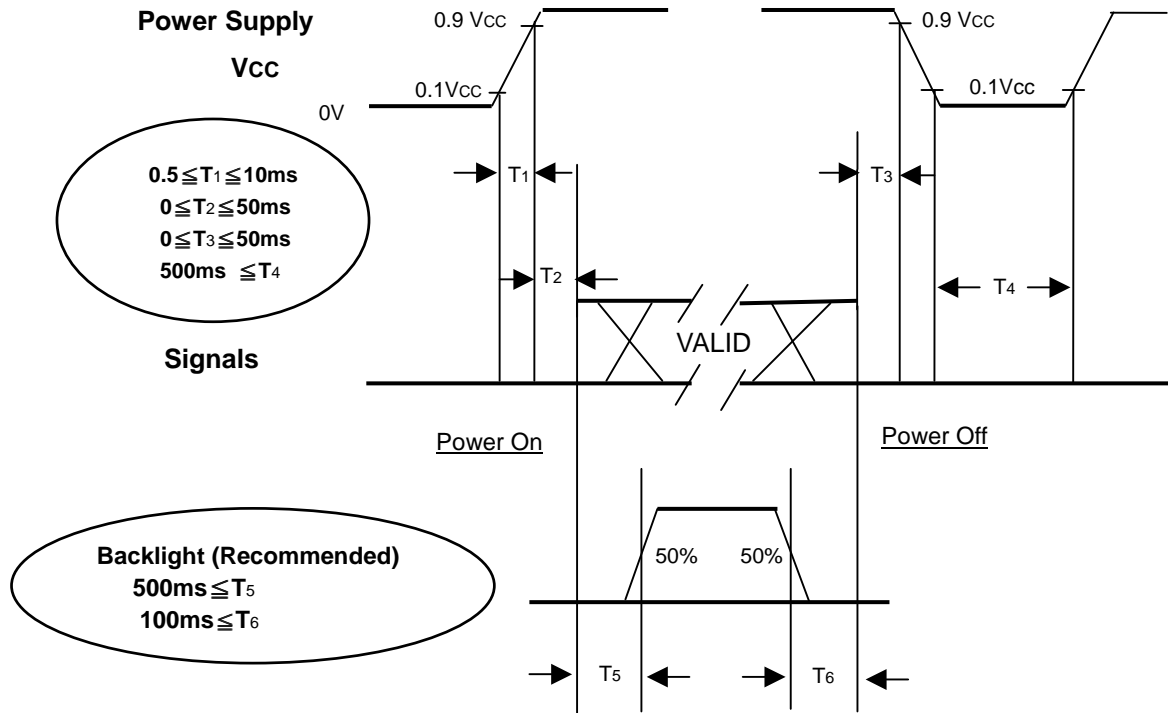 Power Supply
VCC
0V
0.1VCC
0.9 VCC
0.9 VCC
0.1VCC
0.5≦T1≦10ms
0≦T2≦50ms
0≦T3≦50ms
500ms ≦T4
T1
T2
T3
T4
Signals
VALID
Power On
Power Off
Backlight (Recommended)
500ms≦T5
100ms≦T6
50%
50%
T5
T6